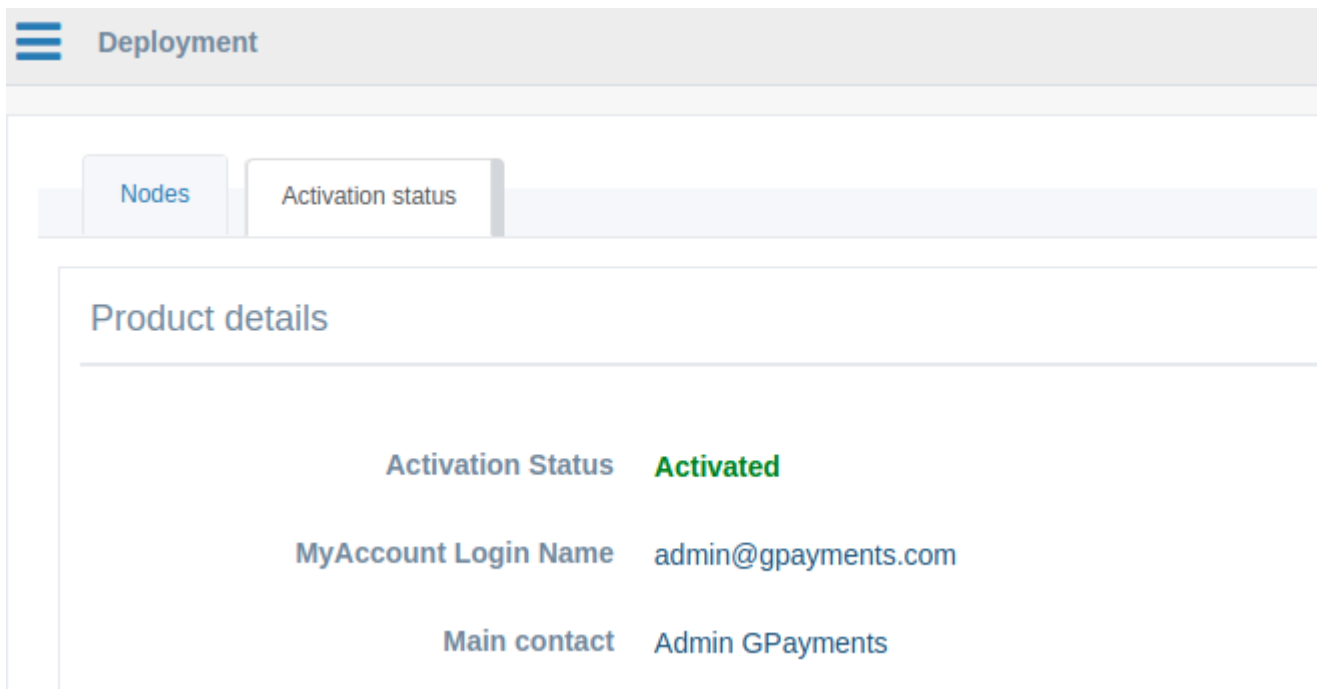 Deployment
Nodes
Activation status
Product details
Activation Status Activated
MyAccount Login Name admin@gpayments.com
Main contact Admin GPayments